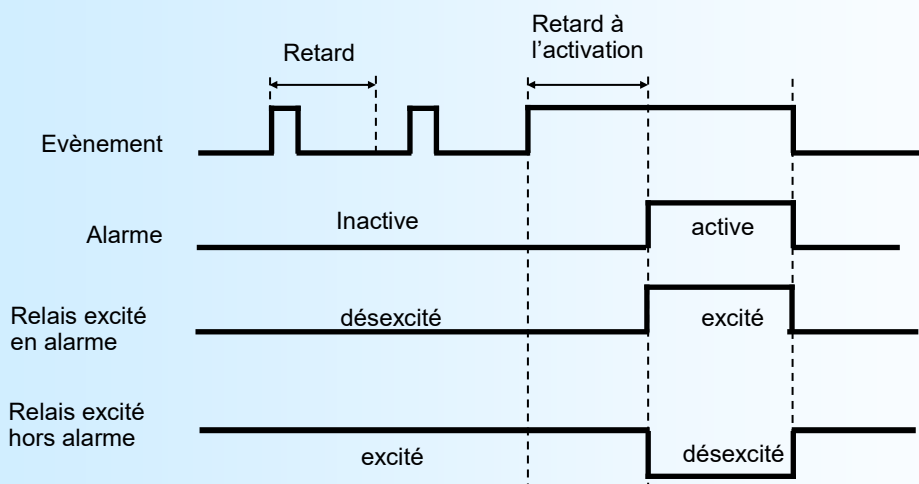 Retard à
l’activation
Retard
Evènement
Inactive
active
Alarme
Relais excité
en alarme
désexcité
excité
Relais excité
hors alarme
excité
désexcité